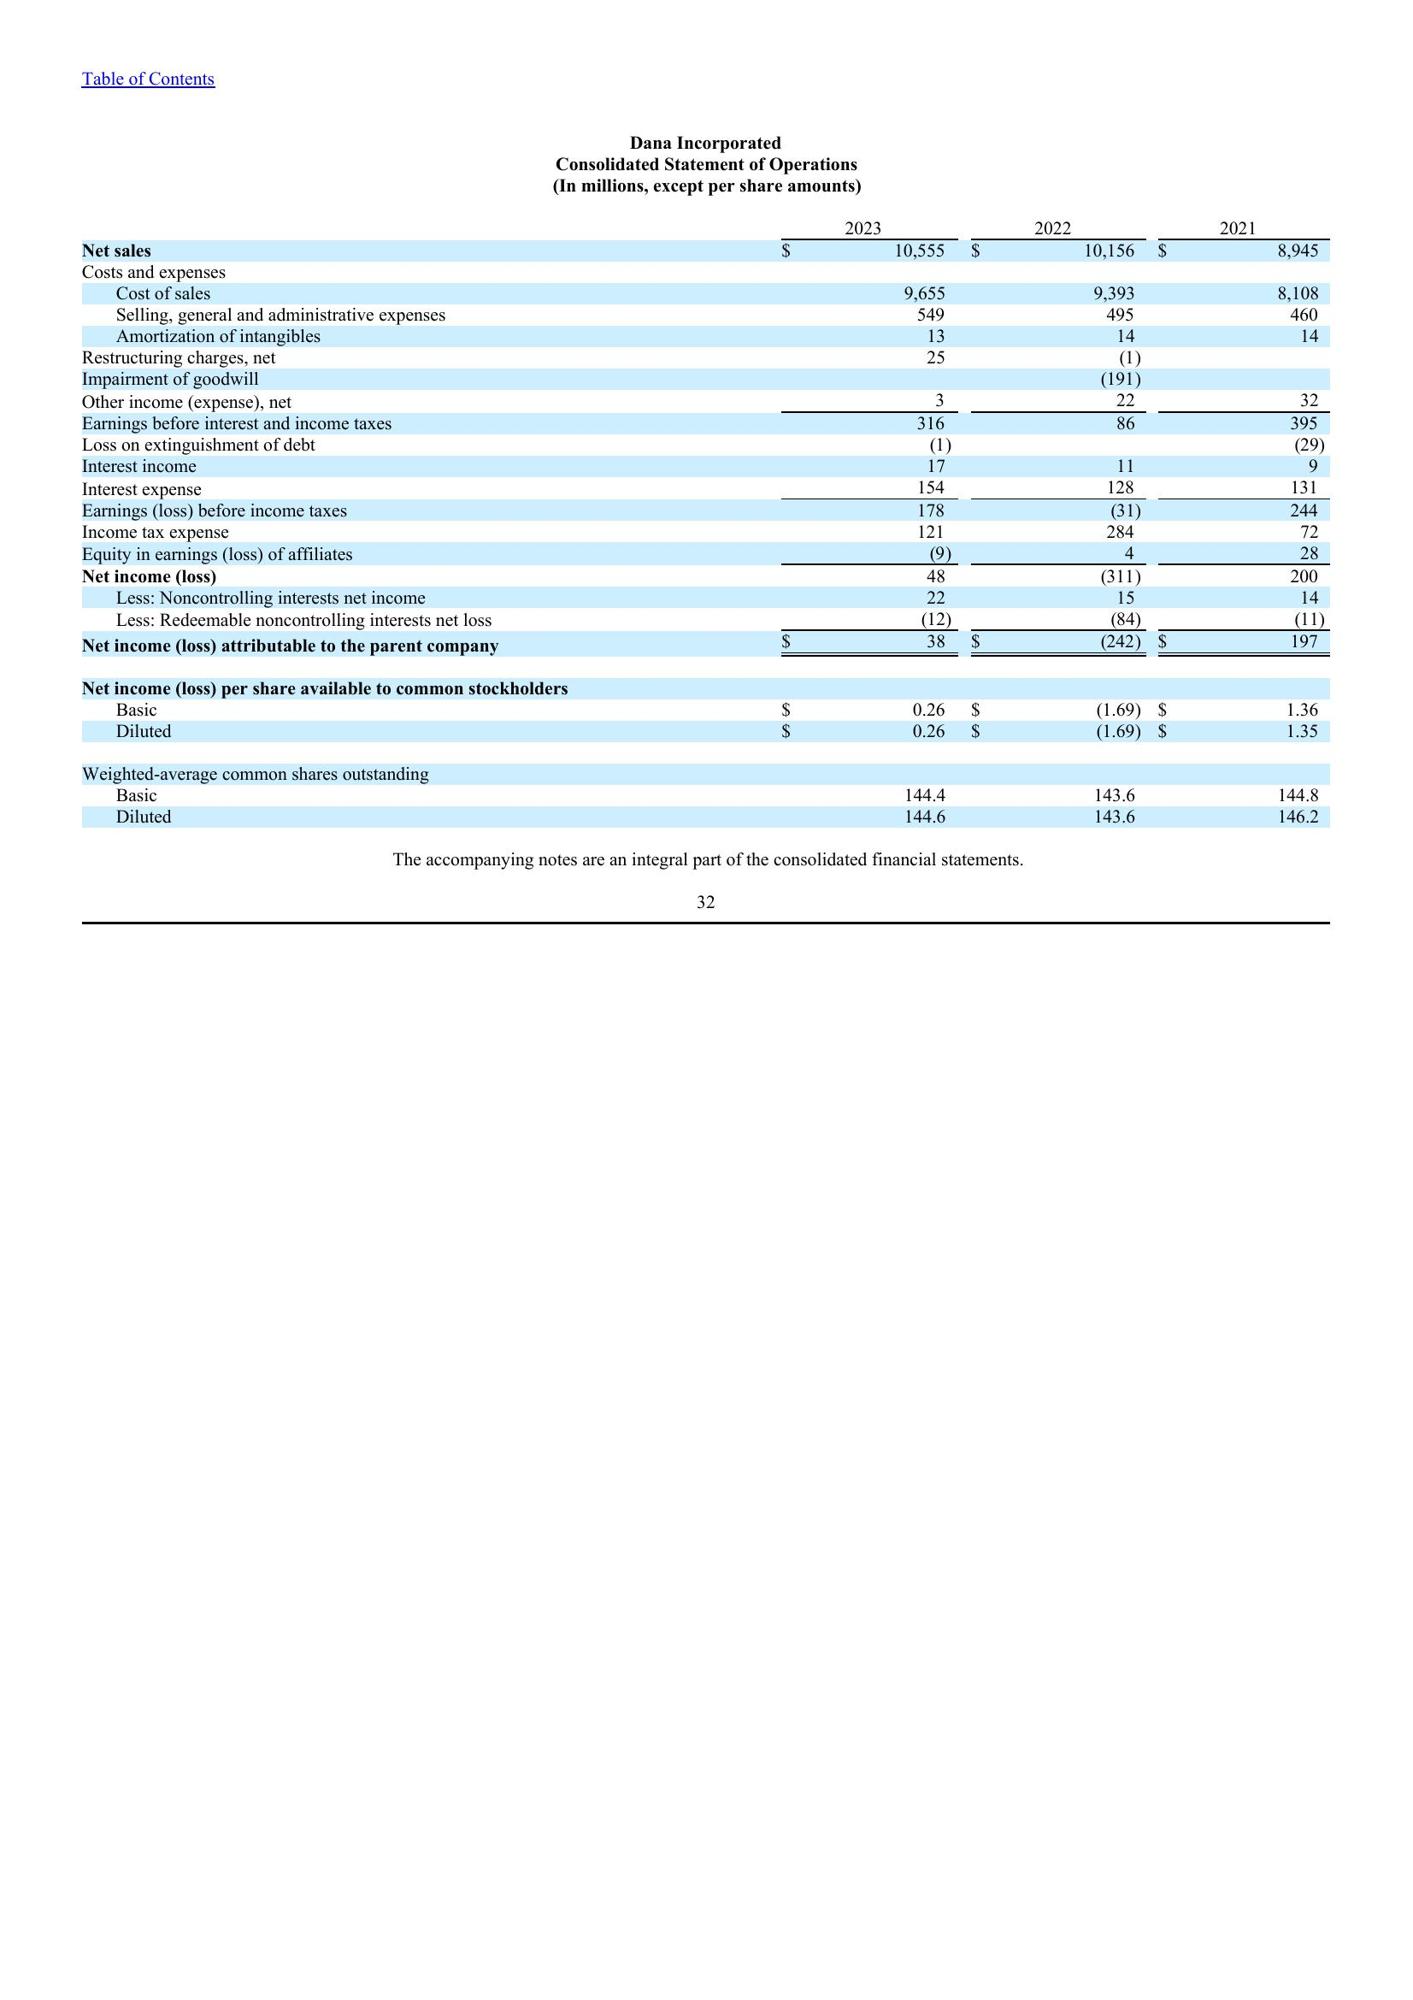 Table of Contents
Dana Incorporated
Consolidated Statement of Operations
(In millions, except per share amounts)
2023 2022 2021
Net sales $ 10,555 $ 10,156 $ 8,945
Costs and expenses
Cost of sales 9,655 9,393 8,108
Selling, general and administrative expenses 549 495 460
Amortization of intangibles 13 14 14
Restructuring charges, net 25 (1)
Impairment of goodwill (191)
Other income (expense), net 3 22 32
Earnings before interest and income taxes 316 86 395
Loss on extinguishment of debt (1) (29)
Interest income 17 11 9
Interest expense 154 128 131
Earnings (loss) before income taxes 178 (31) 244
Income tax expense 121 284 72
Equity in earnings (loss) of affiliates (9) 4 28
Net income (loss) 48 (311) 200
Less: Noncontrolling interests net income 22 15 14
Less: Redeemable noncontrolling interests net loss (12) (84) (11)
Net income (loss) attributable to the parent company $ 38 $ (242) $ 197
Net income (loss) per share available to common stockholders
Basic $ 0.26 $ (1.69) $ 1.36
Diluted $ 0.26 $ (1.69) $ 1.35
Weighted-average common shares outstanding
Basic 144.4 143.6 144.8
Diluted 144.6 143.6 146.2
The accompanying notes are an integral part of the consolidated financial statements.
32